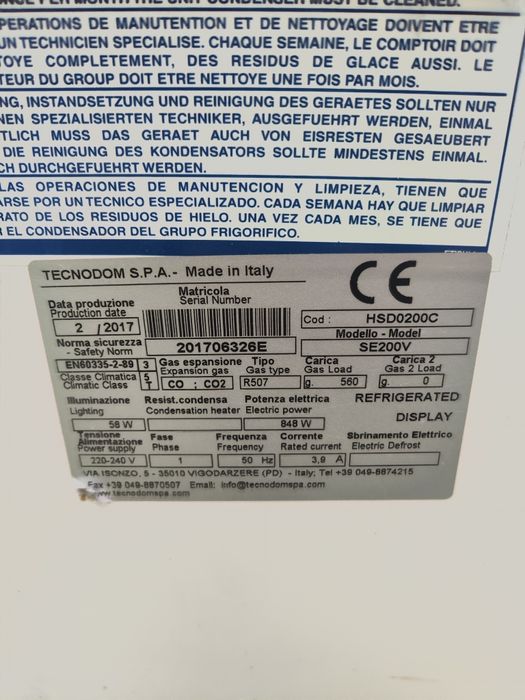 PERATIONS DE MANUTENTION ET DE NETTOYAGE DOIVENT ETRE
UN TECHNICIEN SPECIALISE. CHAQUE SEMAINE, LE COMPTOIR DOIT
TOYE COMPLETEMENT, DES RESIDUS DE GLACE AUSSI. LE
TEUR DU GROUP DOIT ETRE NETTOYE UNE FOIS PAR MOIS.
NG, INSTANDSETZUNG UND REINIGUNG DES GERAETES SOLLTEN NUR
NEN SPEZIALISIERTEN TECHNIKER, AUSGEFUEHRT WERDEN, EINMAL
TLICH MUSS DAS GERAET AUCH VON EISRESTEN GESAEUBERT
DIE REINIGUNG DES KONDENSATORS SOLLTE MINDESTENS EINMAL.
CH DURCHGEFUEHRT WERDEN.
LAS OPERACIONES DE MANUTENCION Y LIMPIEZA, TIENEN QUE
ARSE POR UN TECNICO ESPECIALIZADO. CADA SEMANA HAY QUE LIMPIAR
RATO DE LOS RESIDUOS DE HIELO. UNA VEZ CADA MES, SE TIENE QUE
EL CONDENSADOR DEL GRUPO FRIGORIFICO.
TECNODOM S.P.A.- Made in Italy
CE
Data produzione Matricola
Production date Serial Number
2 / 2017 Cod : HSD0200C
Modello - Model
Norma sicurezza 201706326E SE200V
- Safety Norm
EN60335-2-89 3 Gas espansione Tipo Carica Carica 2
Expansion gas Gas type Gas Load Gas 2 Load
Classe Climatica 5 CO ; CO2 R507 g. 560 g. 0
Climatic Class T
Illuminazione Resist.condensa Potenza elettrica REFRIGERATED
Lighting Condensation heater Electric power DISPLAY
58 W 848 W
Tensione Alimentazione Fase Frequenza Corrente Sbrinamento Elettrico
Power supply Phase Frequency Rated current Electric Defrost
220-240 V 1 50 Hz 3,9 A
VIA ISONZO, 5 - 35010 VIGODARZERE (PD) - Italy; Tel +39 049-8874215
Fax +39 049-8870507 Email: info@tecnodomspa.com
www.tecnodomspa.com